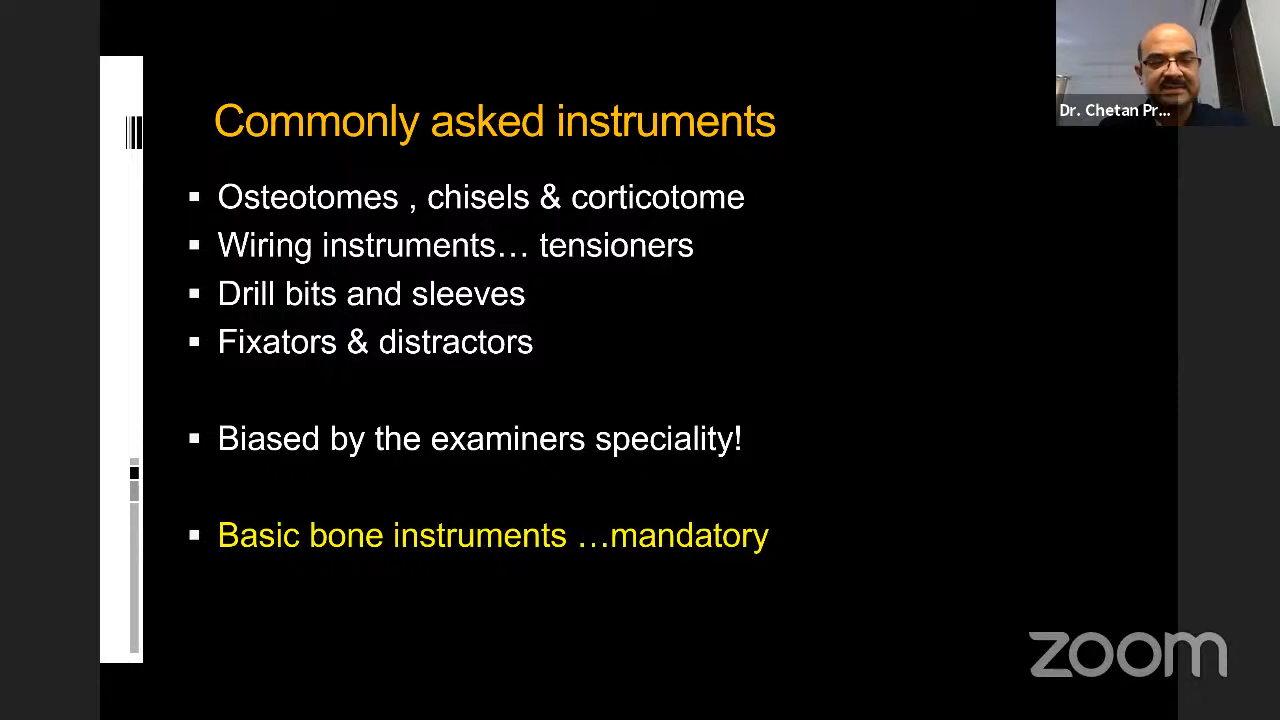 Commonly asked instruments
Dr. Chetan Pr...
▪ Osteotomes , chisels & corticotome
▪ Wiring instruments… tensioners
▪ Drill bits and sleeves
▪ Fixators & distractors
▪ Biased by the examiners speciality!
▪ Basic bone instruments …mandatory
zoom